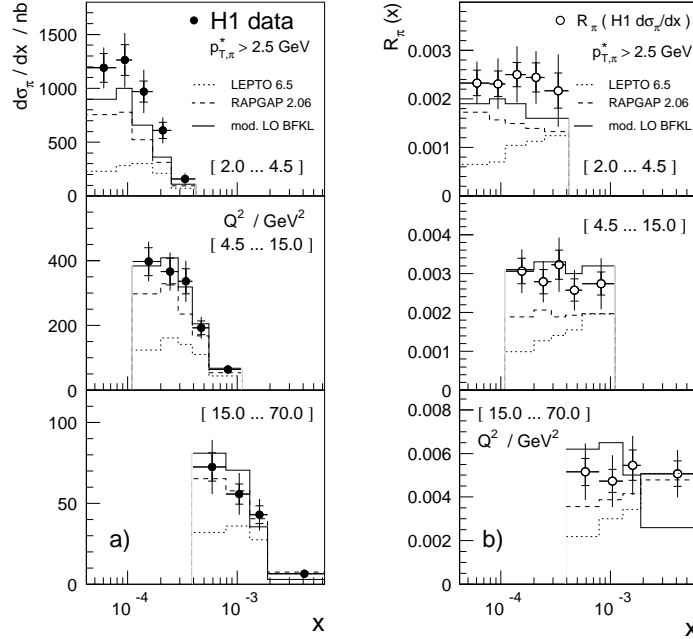 dσπ / dx / nb
H1 data
p*T,π > 2.5 GeV
LEPTO 6.5
RAPGAP 2.06
mod. LO BFKL
[ 2.0 ... 4.5 ]
1500
1250
1000
750
500
250
0
Q² / GeV²
[ 4.5 ... 15.0 ]
400
200
0
[ 15.0 ... 70.0 ]
100
50
0
a)
10⁻⁴
10⁻³
x
Rπ (x)
Rπ ( H1 dσπ/dx )
p*T,π > 2.5 GeV
LEPTO 6.5
RAPGAP 2.06
mod. LO BFKL
[ 2.0 ... 4.5 ]
0.003
0.002
0.001
[ 4.5 ... 15.0 ]
0.004
0.003
0.002
0.001
0.000
[ 15.0 ... 70.0 ]
Q² / GeV²
0.006
0.004
0.002
0.000
b)
10⁻⁴
10⁻³
x